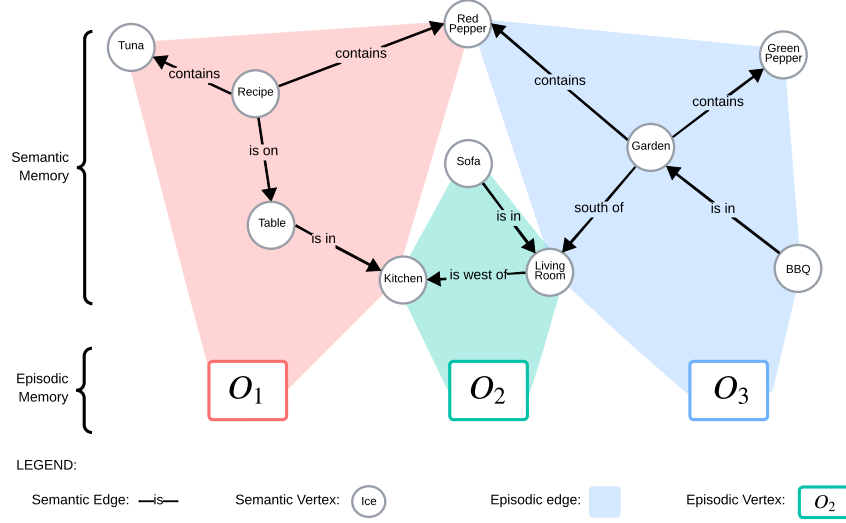 Red
Pepper
Tuna
Green
Pepper
contains
contains
Recipe
contains
contains
Semantic
Memory
is on
Sofa
Garden
Table
is in
is in
south of
is in
Kitchen
is west of
Living
Room
BBQ
Episodic
Memory
O1
O2
O3
LEGEND:
Semantic Edge: is
Semantic Vertex: Ice
Episodic edge:
Episodic Vertex: O2